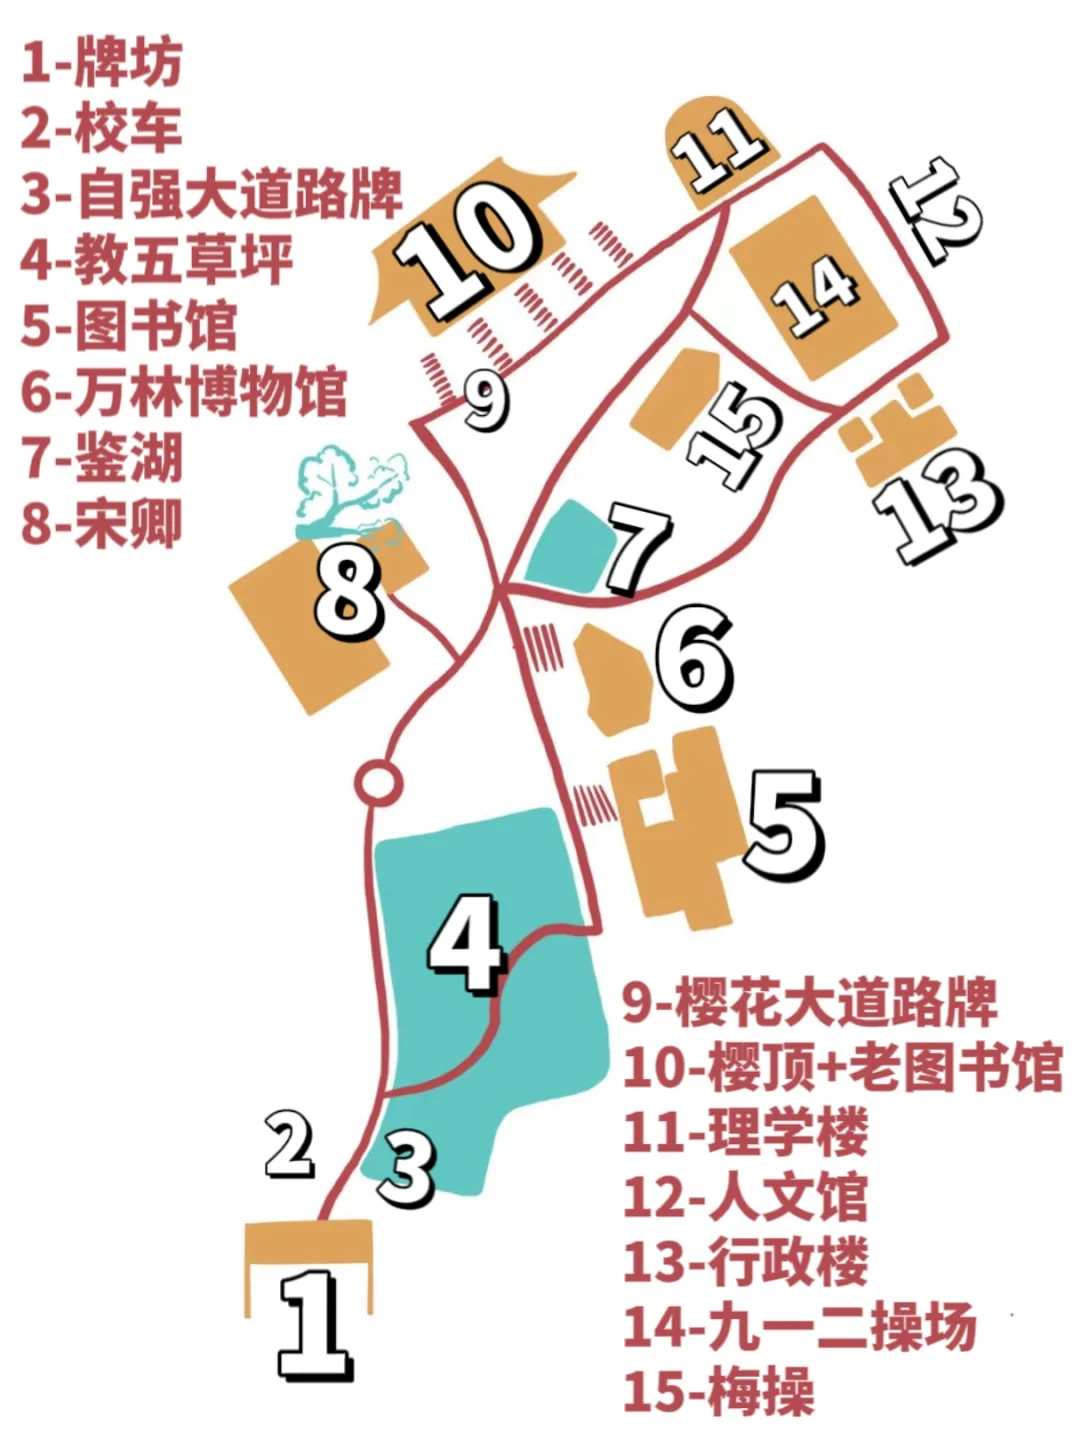 1-牌坊
2-校车
3-自强大道路牌
4-教五草坪
5-图书馆
6-万林博物馆
7-鉴湖
8-宋卿
11
10
12
14
9
15
13
7
8
6
5
4
9-樱花大道路牌
10-樱顶+老图书馆
11-理学楼
12-人文馆
13-行政楼
14-九一二操场
15-梅操
2
3
1